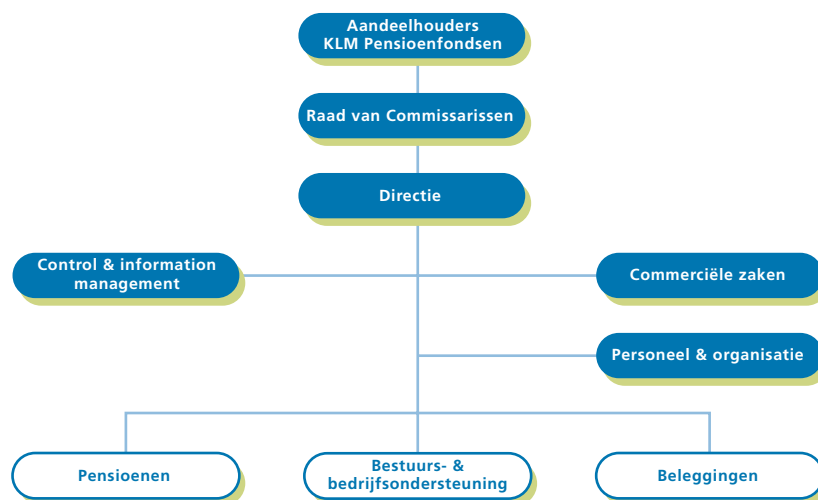 Aandeelhouders
KLM Pensioenfondsen
Raad van Commissarissen
Directie
Control & information
management
Commerciële zaken
Personeel & organisatie
Pensioenen
Bestuurs- &
bedrijfsondersteuning
Beleggingen